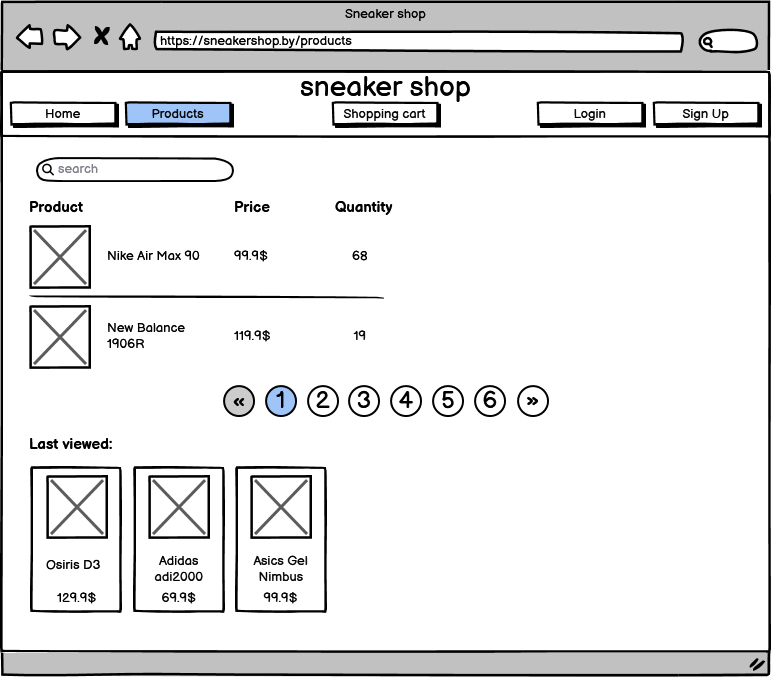 Sneaker shop
https://sneakershop.by/products
sneaker shop
Home
Products
Shopping cart
Login
Sign Up
search
Product
Price
Quantity
Nike Air Max 90
99.9$
68
New Balance
1906R
119.9$
19
« 1 2 3 4 5 6 »
Last viewed:
Osiris D3
129.9$
Adidas
adi2000
69.9$
Asics Gel
Nimbus
99.9$